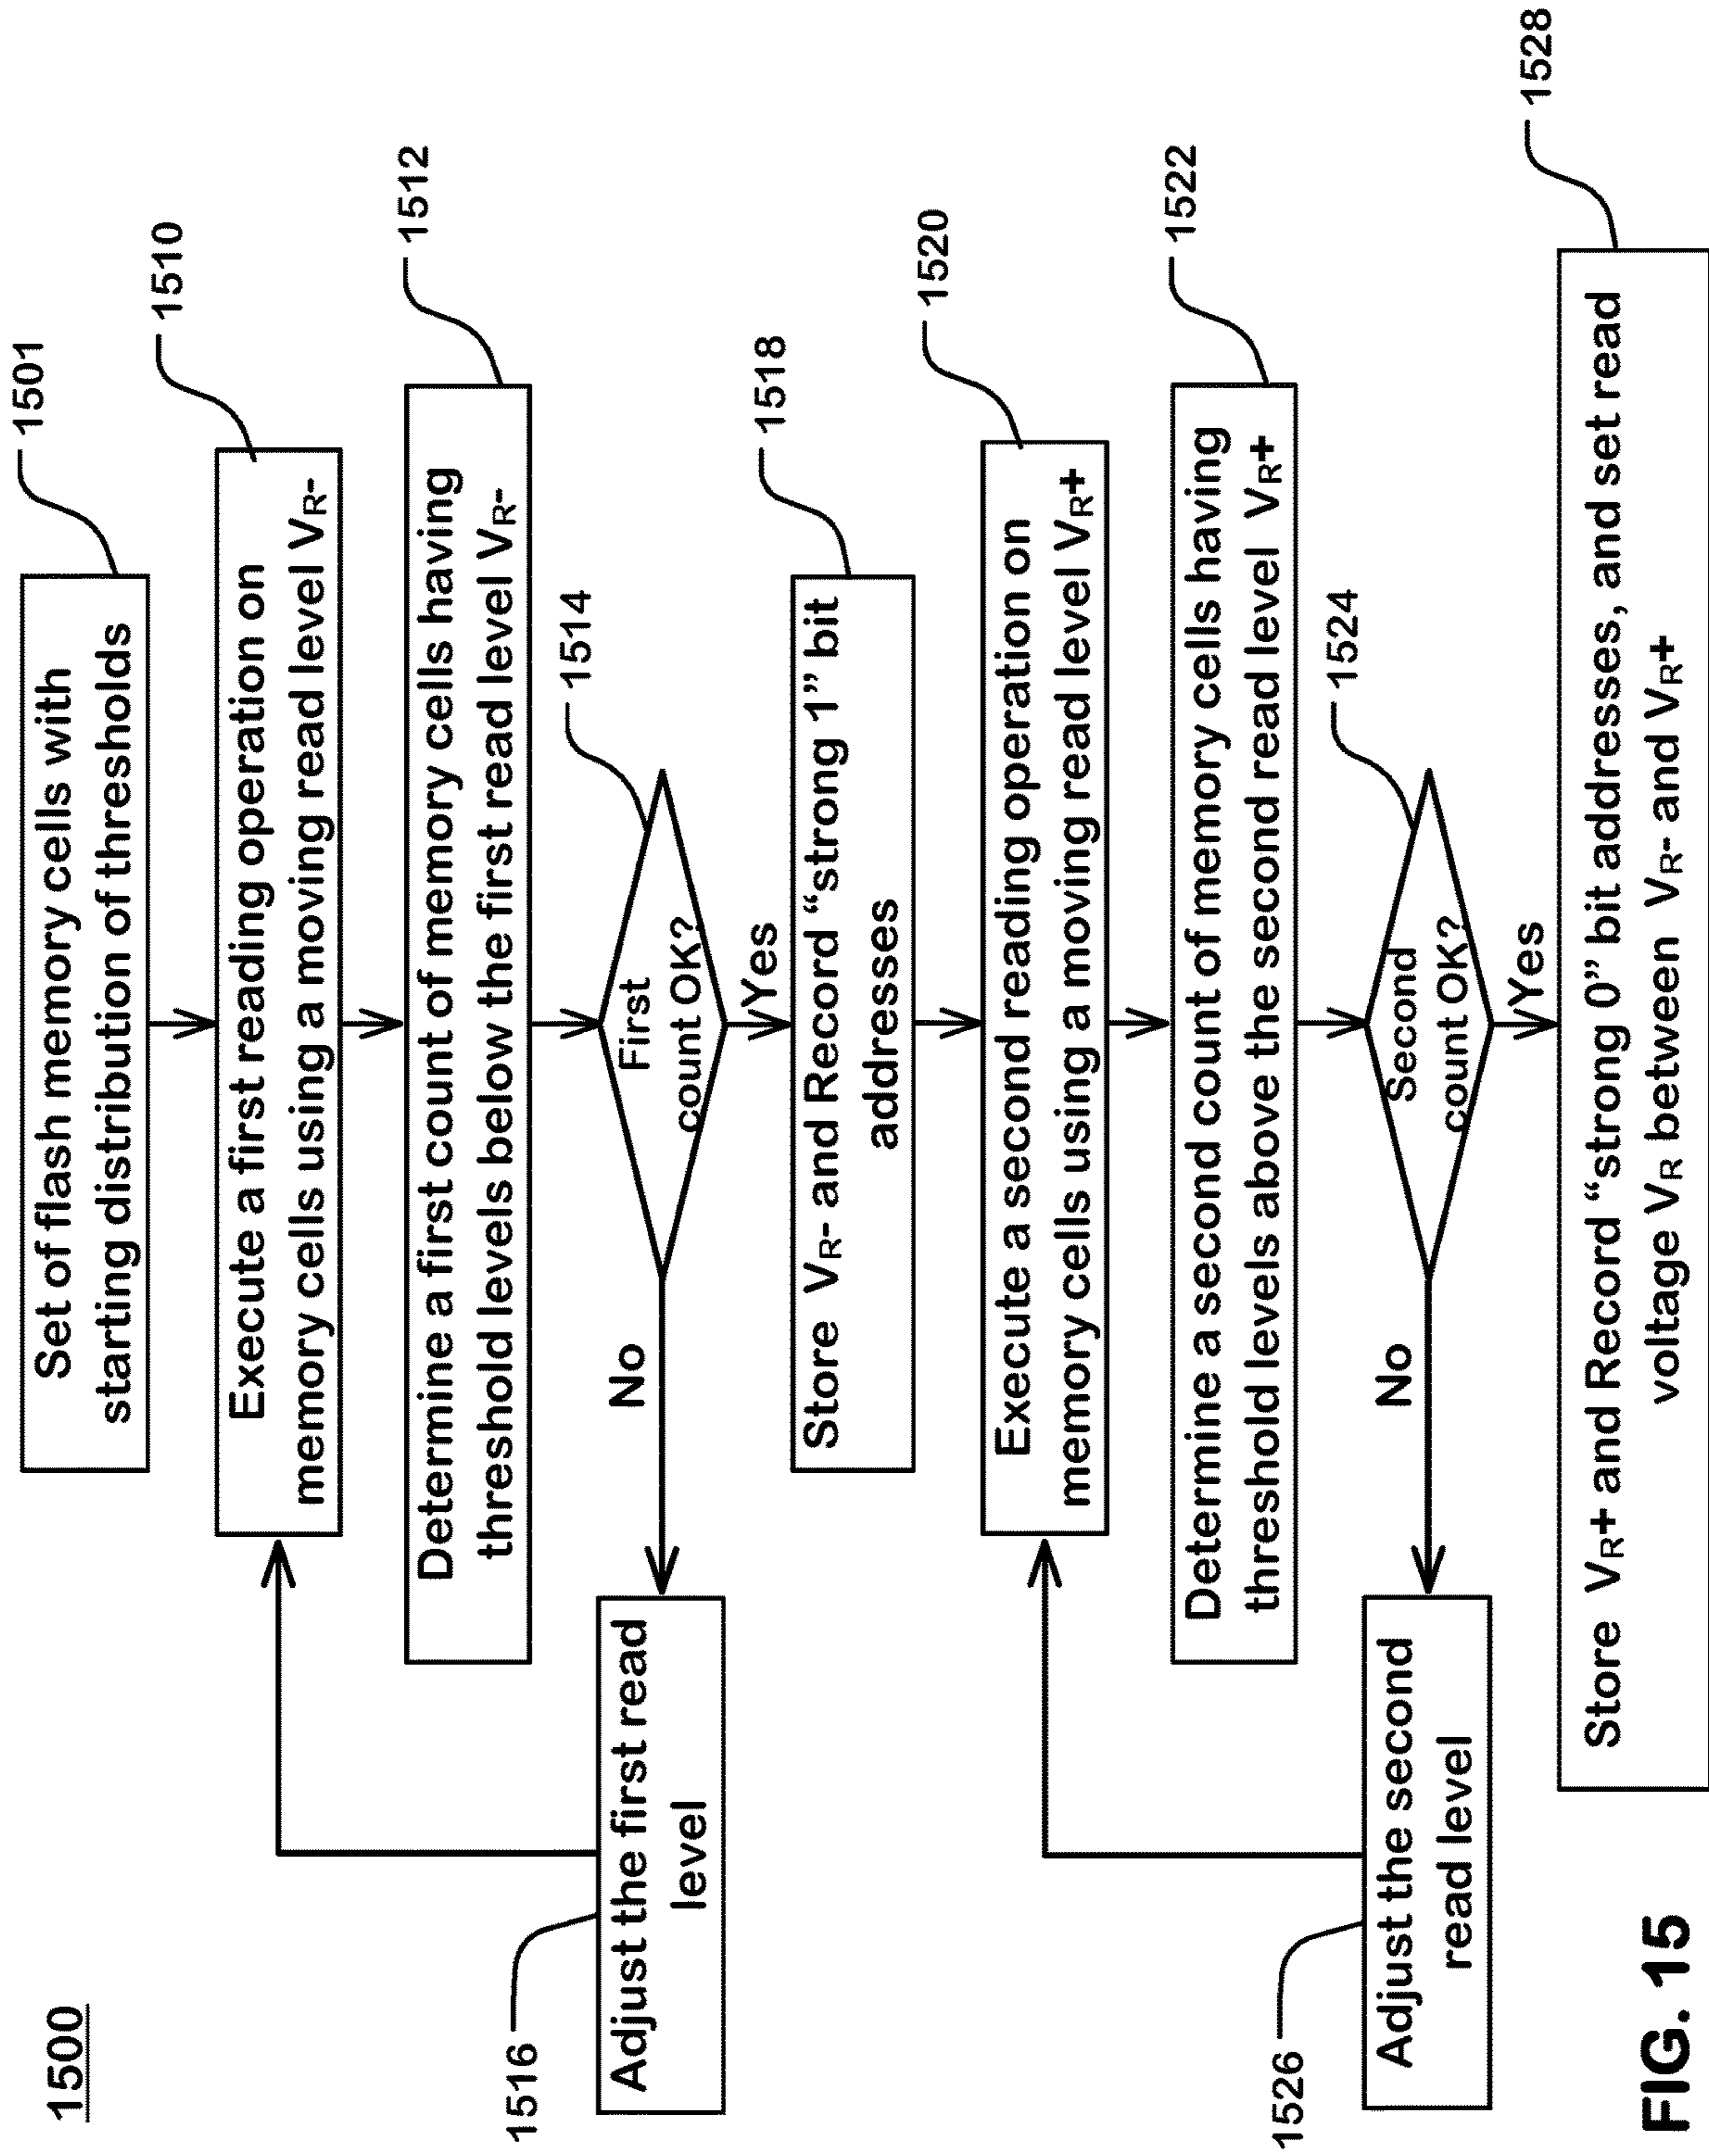 1500
1501
Set of flash memory cells with
starting distribution of thresholds
1510
Execute a first reading operation on
memory cells using a moving read level VR-
1512
Determine a first count of memory cells having
threshold levels below the first read level VR-
1514
First
count OK?
No
Yes
1516
Adjust the first read
level
1518
Store VR- and Record “strong 1” bit
addresses
1520
Execute a second reading operation on
memory cells using a moving read level VR+
1522
Determine a second count of memory cells having
threshold levels above the second read level VR+
1524
Second
count OK?
No
Yes
1526
Adjust the second
read level
1528
Store VR+ and Record “strong 0” bit addresses, and set read
voltage VR between VR- and VR+
FIG. 15